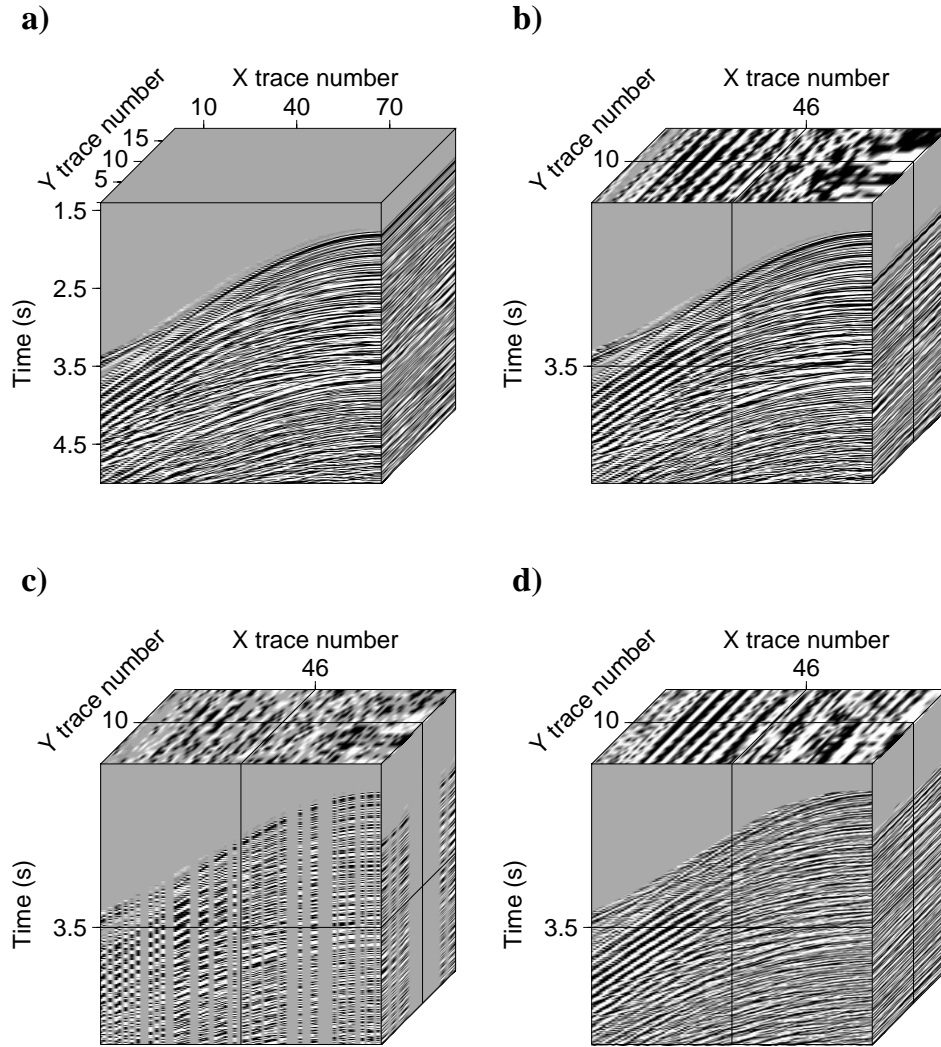 a)
X trace number
10 40 70
Y trace number
15
10
5
1.5
2.5
3.5
4.5
Time (s)
b)
X trace number
46
Y trace number
10
3.5
Time (s)
c)
X trace number
46
Y trace number
10
3.5
Time (s)
d)
X trace number
46
Y trace number
10
3.5
Time (s)